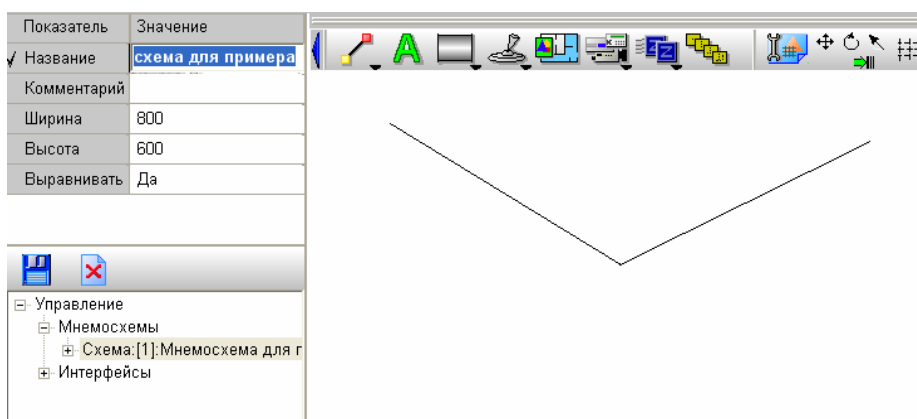 Показатель Значение
Название схема для примера
Комментарий
Ширина 800
Высота 600
Выравнивать Да
A
Управление
Мнемосхемы
Схема:[1]:Мнемосхема для г
Интерфейсы